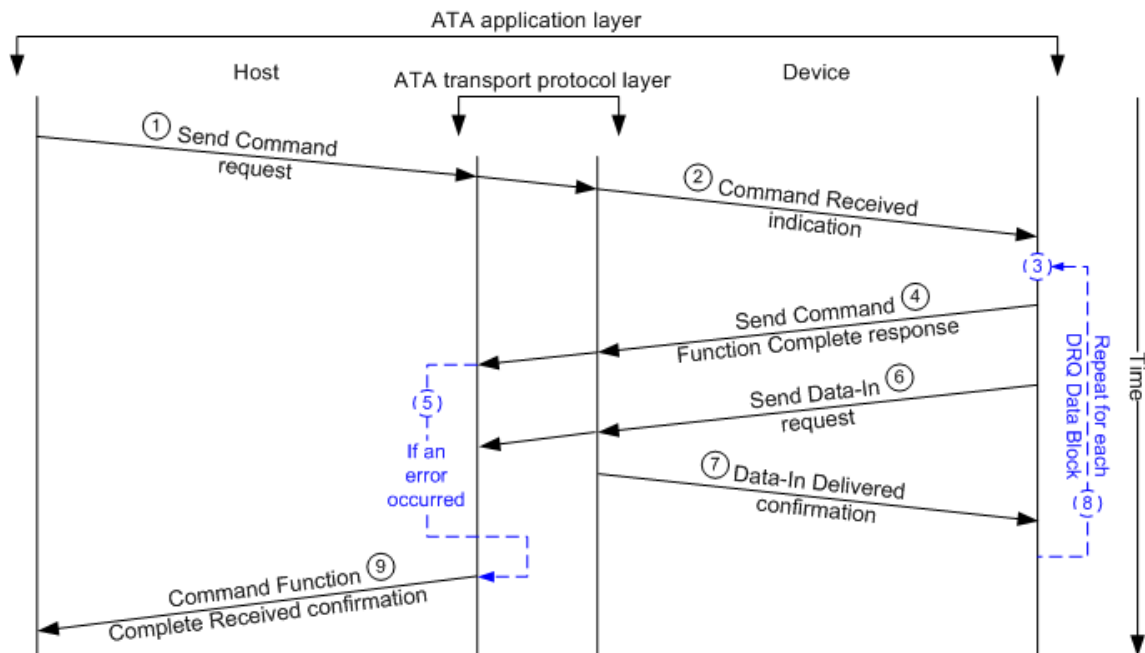 ATA application layer
Host
Device
ATA transport protocol layer
1 Send Command
request
2 Command Received
indication
3
Send Command 4
Function Complete response
5
If an
error
occurred
Send Data-In 6
request
7 Data-In Delivered
confirmation
Repeat for each
DRQ Data Block
8
Command Function 9
Complete Received confirmation
Time